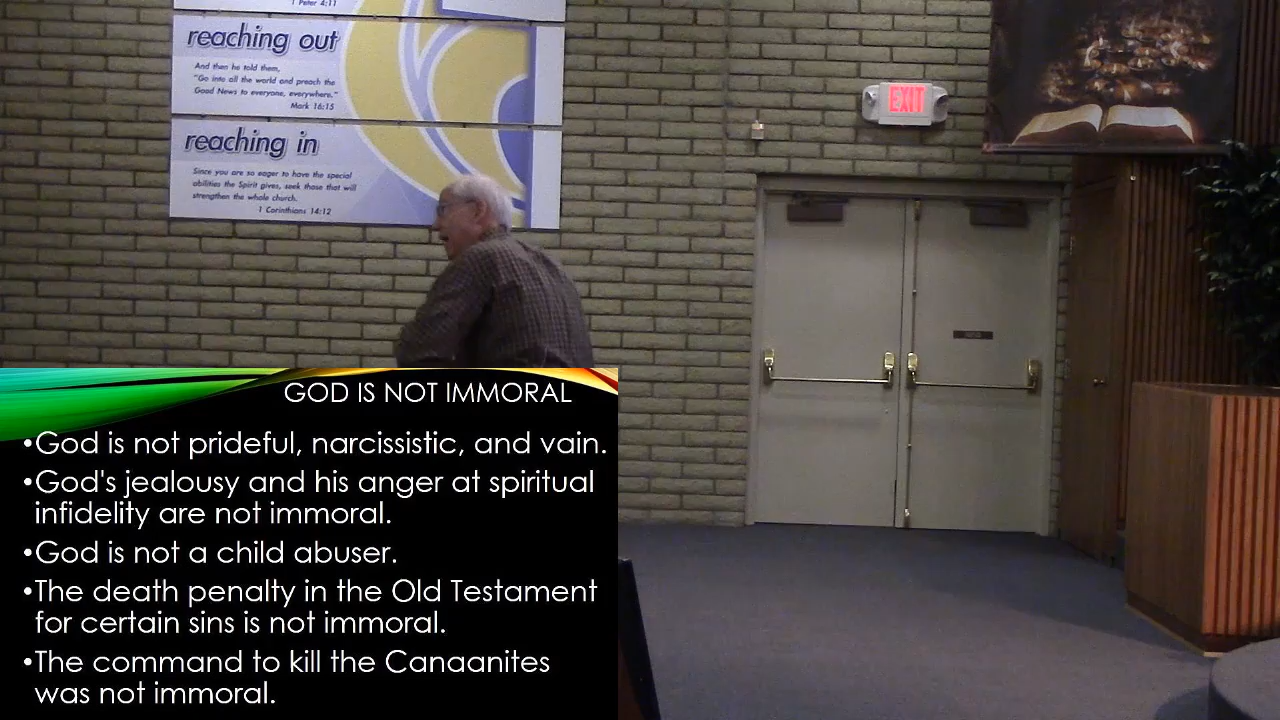 1 Peter 4:11
reaching out
And then he told them,
"Go into all the world and preach the
Good News to everyone, everywhere."
Mark 16:15
EXIT
reaching in
Since you are so eager to have the special
abilities the Spirit gives, seek those that will
strengthen the whole church.
1 Corinthians 14:12
GOD IS NOT IMMORAL
•God is not prideful, narcissistic, and vain.
•God's jealousy and his anger at spiritual
infidelity are not immoral.
•God is not a child abuser.
•The death penalty in the Old Testament
for certain sins is not immoral.
•The command to kill the Canaanites
was not immoral.